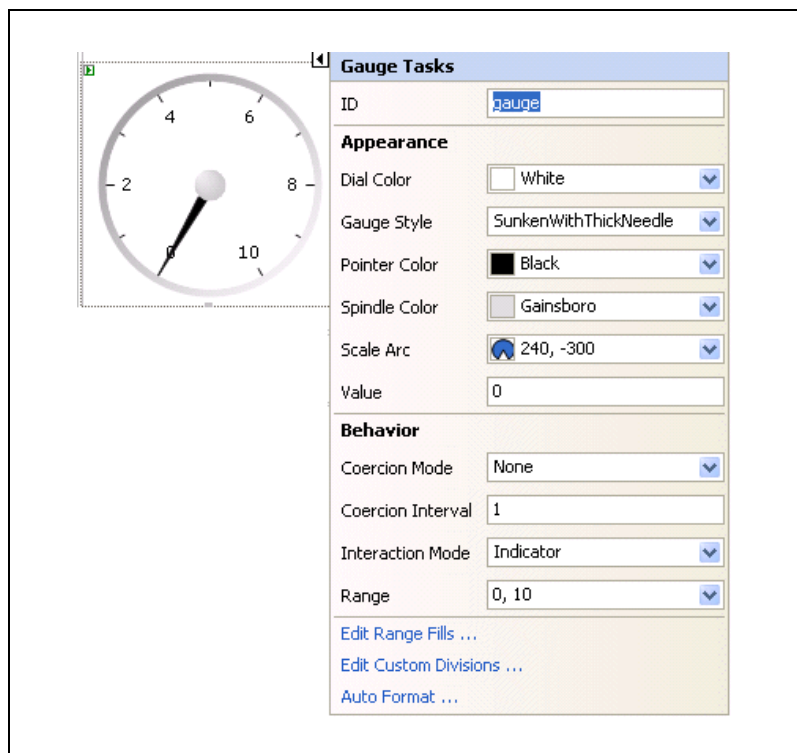 4 6
2 8
0 10
Gauge Tasks
ID gauge
Appearance
Dial Color White
Gauge Style SunkenWithThickNeedle
Pointer Color Black
Spindle Color Gainsboro
Scale Arc 240, -300
Value 0
Behavior
Coercion Mode None
Coercion Interval 1
Interaction Mode Indicator
Range 0, 10
Edit Range Fills ...
Edit Custom Divisions ...
Auto Format ...